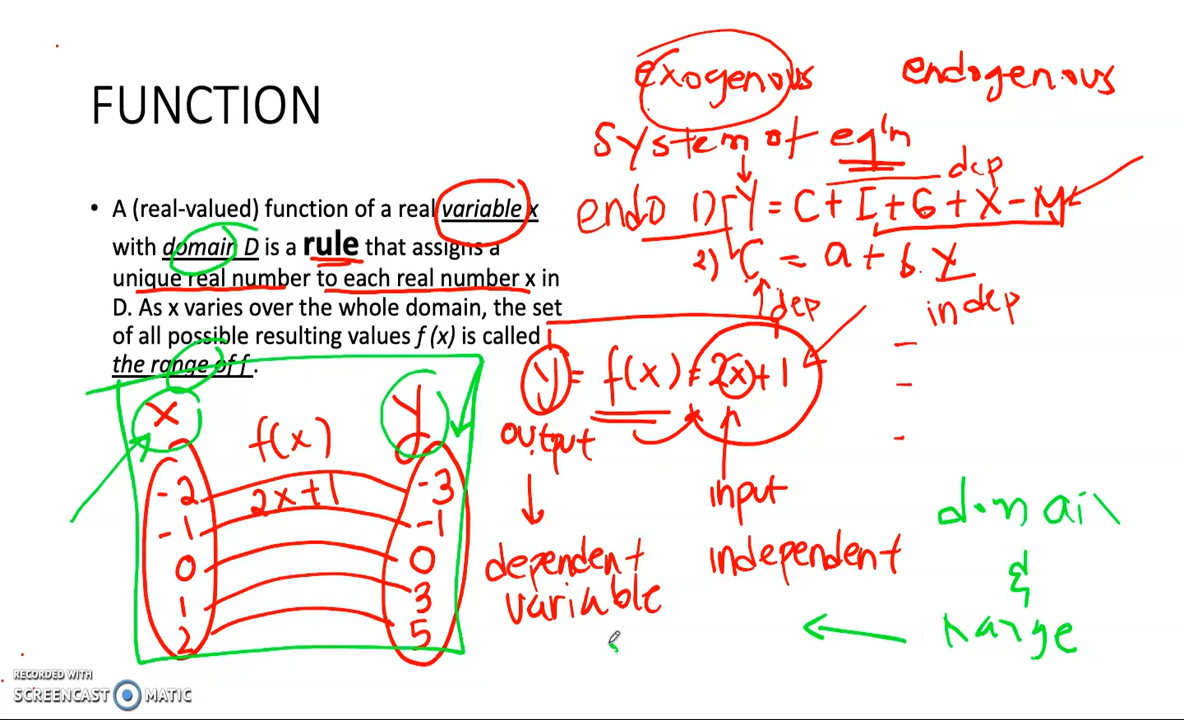 exogenous endogenous
FUNCTION
system of eq'n
dep
endo 1) Y = C + I + G + X - M
• A (real-valued) function of a real variable x
with domain D is a rule that assigns a
unique real number to each real number x in
D. As x varies over the whole domain, the set
of all possible resulting values f (x) is called
the range of f .
2) C = a + b. Y
dep
indep
y = f(x) = 2(x) + 1
x f(x) y
2x+1
-2 -3
-1 -1
0 0
1 3
2 5
output
input
dependent
variable
independent
domain
&
range
RECORDED WITH
SCREENCAST MATIC